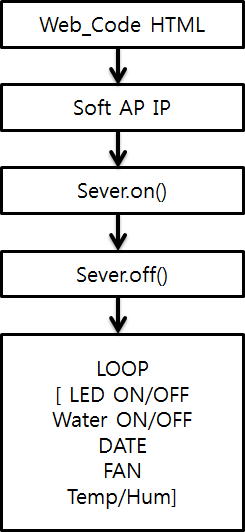 Web_Code HTML
Soft AP IP
Sever.on()
Sever.off()
LOOP
[ LED ON/OFF
Water ON/OFF
DATE
FAN
Temp/Hum]